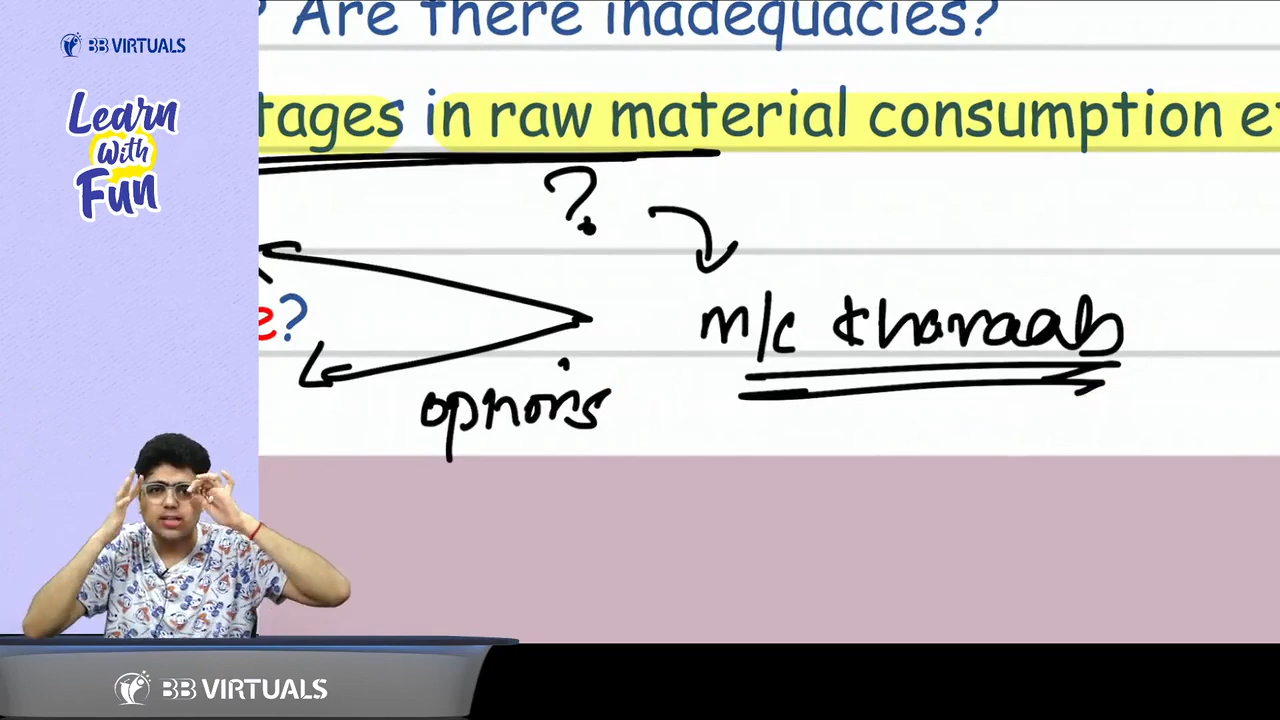 BB VIRTUALS
Learn
With
Fun
? Are there inadequacies?
tages in raw material consumption e
?
e?
m/c kharaab
options
BB VIRTUALS